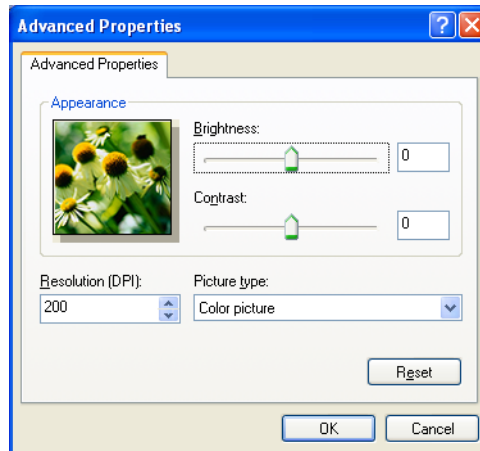 Advanced Properties
Advanced Properties
Appearance
Brightness:
0
Contrast:
0
Resolution (DPI):
Picture type:
200
Color picture
Reset
OK
Cancel